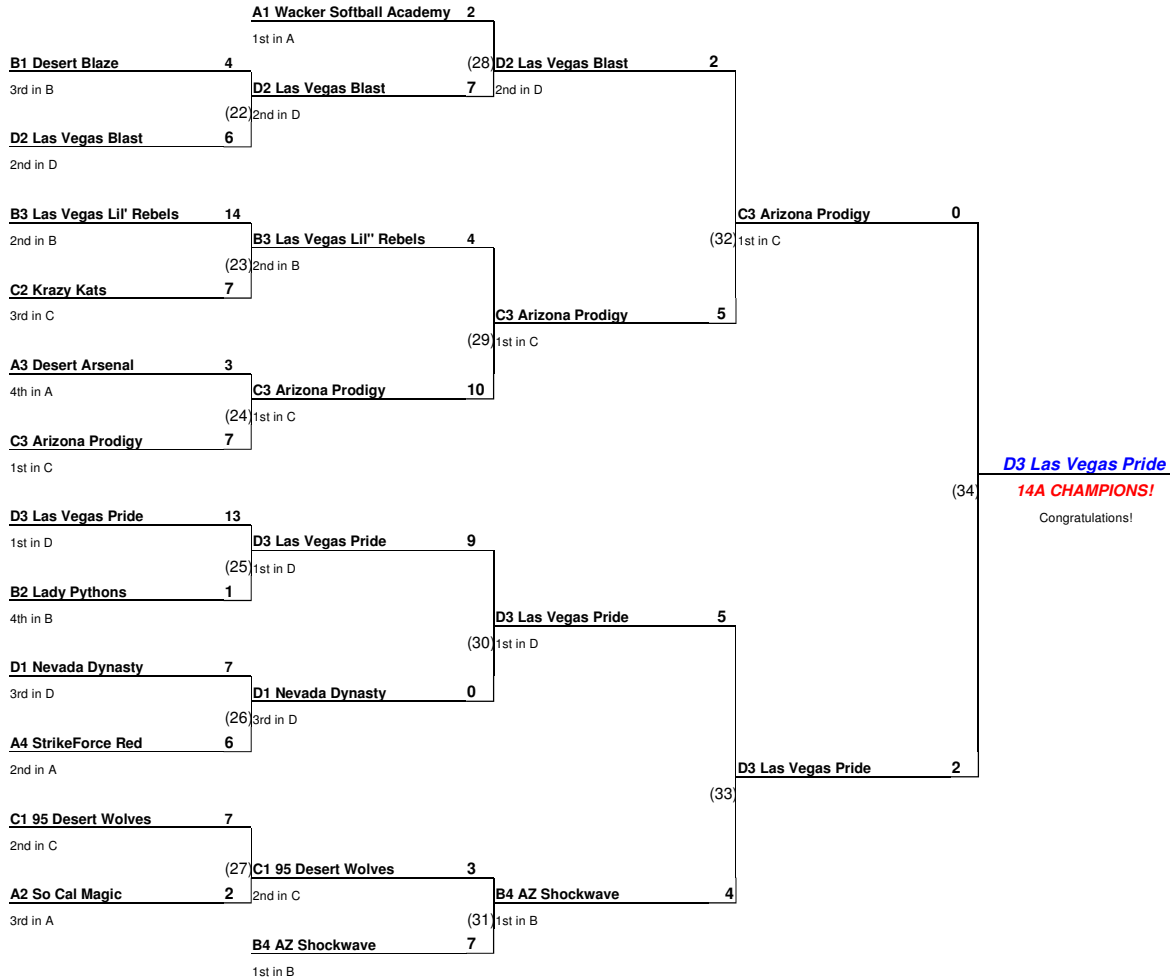 A1 Wacker Softball Academy 2
1st in A
B1 Desert Blaze 4
(28) D2 Las Vegas Blast 2
3rd in B
D2 Las Vegas Blast 7
2nd in D
(22) 2nd in D
D2 Las Vegas Blast 6
2nd in D
B3 Las Vegas Lil' Rebels 14
C3 Arizona Prodigy 0
2nd in B
B3 Las Vegas Lil'' Rebels 4
(32) 1st in C
(23) 2nd in B
C2 Krazy Kats 7
3rd in C
C3 Arizona Prodigy 5
(29) 1st in C
A3 Desert Arsenal 3
4th in A
C3 Arizona Prodigy 10
(24) 1st in C
C3 Arizona Prodigy 7
1st in C
D3 Las Vegas Pride
(34) 14A CHAMPIONS!
Congratulations!
D3 Las Vegas Pride 13
1st in D
D3 Las Vegas Pride 9
(25) 1st in D
B2 Lady Pythons 1
4th in B
D3 Las Vegas Pride 5
(30) 1st in D
D1 Nevada Dynasty 7
3rd in D
D1 Nevada Dynasty 0
(26) 3rd in D
A4 StrikeForce Red 6
2nd in A
D3 Las Vegas Pride 2
(33)
C1 95 Desert Wolves 7
2nd in C
(27) C1 95 Desert Wolves 3
A2 So Cal Magic 2
2nd in C
B4 AZ Shockwave 4
3rd in A
(31) 1st in B
B4 AZ Shockwave 7
1st in B